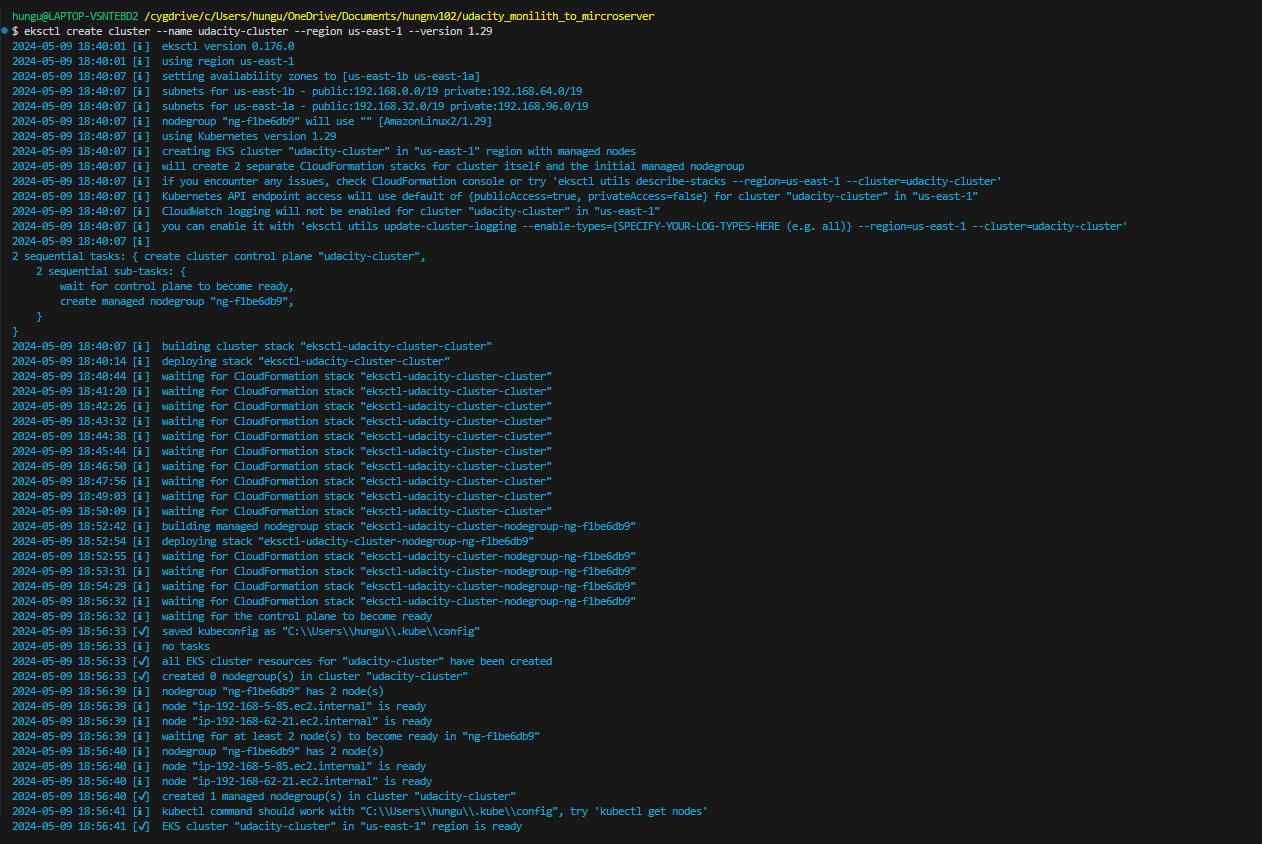 hungu@LAPTOP-VSNTEBD2 /cygdrive/c/Users/hungu/OneDrive/Documents/hungnv102/udacity_monilith_to_mircroserver
$ eksctl create cluster --name udacity-cluster --region us-east-1 --version 1.29
2024-05-09 18:40:01 [ℹ]  eksctl version 0.176.0
2024-05-09 18:40:01 [ℹ]  using region us-east-1
2024-05-09 18:40:07 [ℹ]  setting availability zones to [us-east-1b us-east-1a]
2024-05-09 18:40:07 [ℹ]  subnets for us-east-1b - public:192.168.0.0/19 private:192.168.64.0/19
2024-05-09 18:40:07 [ℹ]  subnets for us-east-1a - public:192.168.32.0/19 private:192.168.96.0/19
2024-05-09 18:40:07 [ℹ]  nodegroup "ng-f1be6db9" will use "" [AmazonLinux2/1.29]
2024-05-09 18:40:07 [ℹ]  using Kubernetes version 1.29
2024-05-09 18:40:07 [ℹ]  creating EKS cluster "udacity-cluster" in "us-east-1" region with managed nodes
2024-05-09 18:40:07 [ℹ]  will create 2 separate CloudFormation stacks for cluster itself and the initial managed nodegroup
2024-05-09 18:40:07 [ℹ]  if you encounter any issues, check CloudFormation console or try 'eksctl utils describe-stacks --region=us-east-1 --cluster=udacity-cluster'
2024-05-09 18:40:07 [ℹ]  Kubernetes API endpoint access will use default of {publicAccess=true, privateAccess=false} for cluster "udacity-cluster" in "us-east-1"
2024-05-09 18:40:07 [ℹ]  CloudWatch logging will not be enabled for cluster "udacity-cluster" in "us-east-1"
2024-05-09 18:40:07 [ℹ]  you can enable it with 'eksctl utils update-cluster-logging --enable-types={SPECIFY-YOUR-LOG-TYPES-HERE (e.g. all)} --region=us-east-1 --cluster=udacity-cluster'
2024-05-09 18:40:07 [ℹ]
2 sequential tasks: { create cluster control plane "udacity-cluster",
    2 sequential sub-tasks: {
        wait for control plane to become ready,
        create managed nodegroup "ng-f1be6db9",
    }
}
2024-05-09 18:40:07 [ℹ]  building cluster stack "eksctl-udacity-cluster-cluster"
2024-05-09 18:40:14 [ℹ]  deploying stack "eksctl-udacity-cluster-cluster"
2024-05-09 18:40:44 [ℹ]  waiting for CloudFormation stack "eksctl-udacity-cluster-cluster"
2024-05-09 18:41:20 [ℹ]  waiting for CloudFormation stack "eksctl-udacity-cluster-cluster"
2024-05-09 18:42:26 [ℹ]  waiting for CloudFormation stack "eksctl-udacity-cluster-cluster"
2024-05-09 18:43:32 [ℹ]  waiting for CloudFormation stack "eksctl-udacity-cluster-cluster"
2024-05-09 18:44:38 [ℹ]  waiting for CloudFormation stack "eksctl-udacity-cluster-cluster"
2024-05-09 18:45:44 [ℹ]  waiting for CloudFormation stack "eksctl-udacity-cluster-cluster"
2024-05-09 18:46:50 [ℹ]  waiting for CloudFormation stack "eksctl-udacity-cluster-cluster"
2024-05-09 18:47:56 [ℹ]  waiting for CloudFormation stack "eksctl-udacity-cluster-cluster"
2024-05-09 18:49:03 [ℹ]  waiting for CloudFormation stack "eksctl-udacity-cluster-cluster"
2024-05-09 18:50:09 [ℹ]  waiting for CloudFormation stack "eksctl-udacity-cluster-cluster"
2024-05-09 18:52:42 [ℹ]  building managed nodegroup stack "eksctl-udacity-cluster-nodegroup-ng-f1be6db9"
2024-05-09 18:52:54 [ℹ]  deploying stack "eksctl-udacity-cluster-nodegroup-ng-f1be6db9"
2024-05-09 18:52:55 [ℹ]  waiting for CloudFormation stack "eksctl-udacity-cluster-nodegroup-ng-f1be6db9"
2024-05-09 18:53:31 [ℹ]  waiting for CloudFormation stack "eksctl-udacity-cluster-nodegroup-ng-f1be6db9"
2024-05-09 18:54:29 [ℹ]  waiting for CloudFormation stack "eksctl-udacity-cluster-nodegroup-ng-f1be6db9"
2024-05-09 18:56:32 [ℹ]  waiting for CloudFormation stack "eksctl-udacity-cluster-nodegroup-ng-f1be6db9"
2024-05-09 18:56:32 [ℹ]  waiting for the control plane to become ready
2024-05-09 18:56:33 [✔]  saved kubeconfig as "C:\\Users\\hungu\\.kube\\config"
2024-05-09 18:56:33 [ℹ]  no tasks
2024-05-09 18:56:33 [✔]  all EKS cluster resources for "udacity-cluster" have been created
2024-05-09 18:56:33 [✔]  created 0 nodegroup(s) in cluster "udacity-cluster"
2024-05-09 18:56:39 [ℹ]  nodegroup "ng-f1be6db9" has 2 node(s)
2024-05-09 18:56:39 [ℹ]  node "ip-192-168-5-85.ec2.internal" is ready
2024-05-09 18:56:39 [ℹ]  node "ip-192-168-62-21.ec2.internal" is ready
2024-05-09 18:56:39 [ℹ]  waiting for at least 2 node(s) to become ready in "ng-f1be6db9"
2024-05-09 18:56:40 [ℹ]  nodegroup "ng-f1be6db9" has 2 node(s)
2024-05-09 18:56:40 [ℹ]  node "ip-192-168-5-85.ec2.internal" is ready
2024-05-09 18:56:40 [ℹ]  node "ip-192-168-62-21.ec2.internal" is ready
2024-05-09 18:56:40 [✔]  created 1 managed nodegroup(s) in cluster "udacity-cluster"
2024-05-09 18:56:41 [ℹ]  kubectl command should work with "C:\\Users\\hungu\\.kube\\config", try 'kubectl get nodes'
2024-05-09 18:56:41 [✔]  EKS cluster "udacity-cluster" in "us-east-1" region is ready